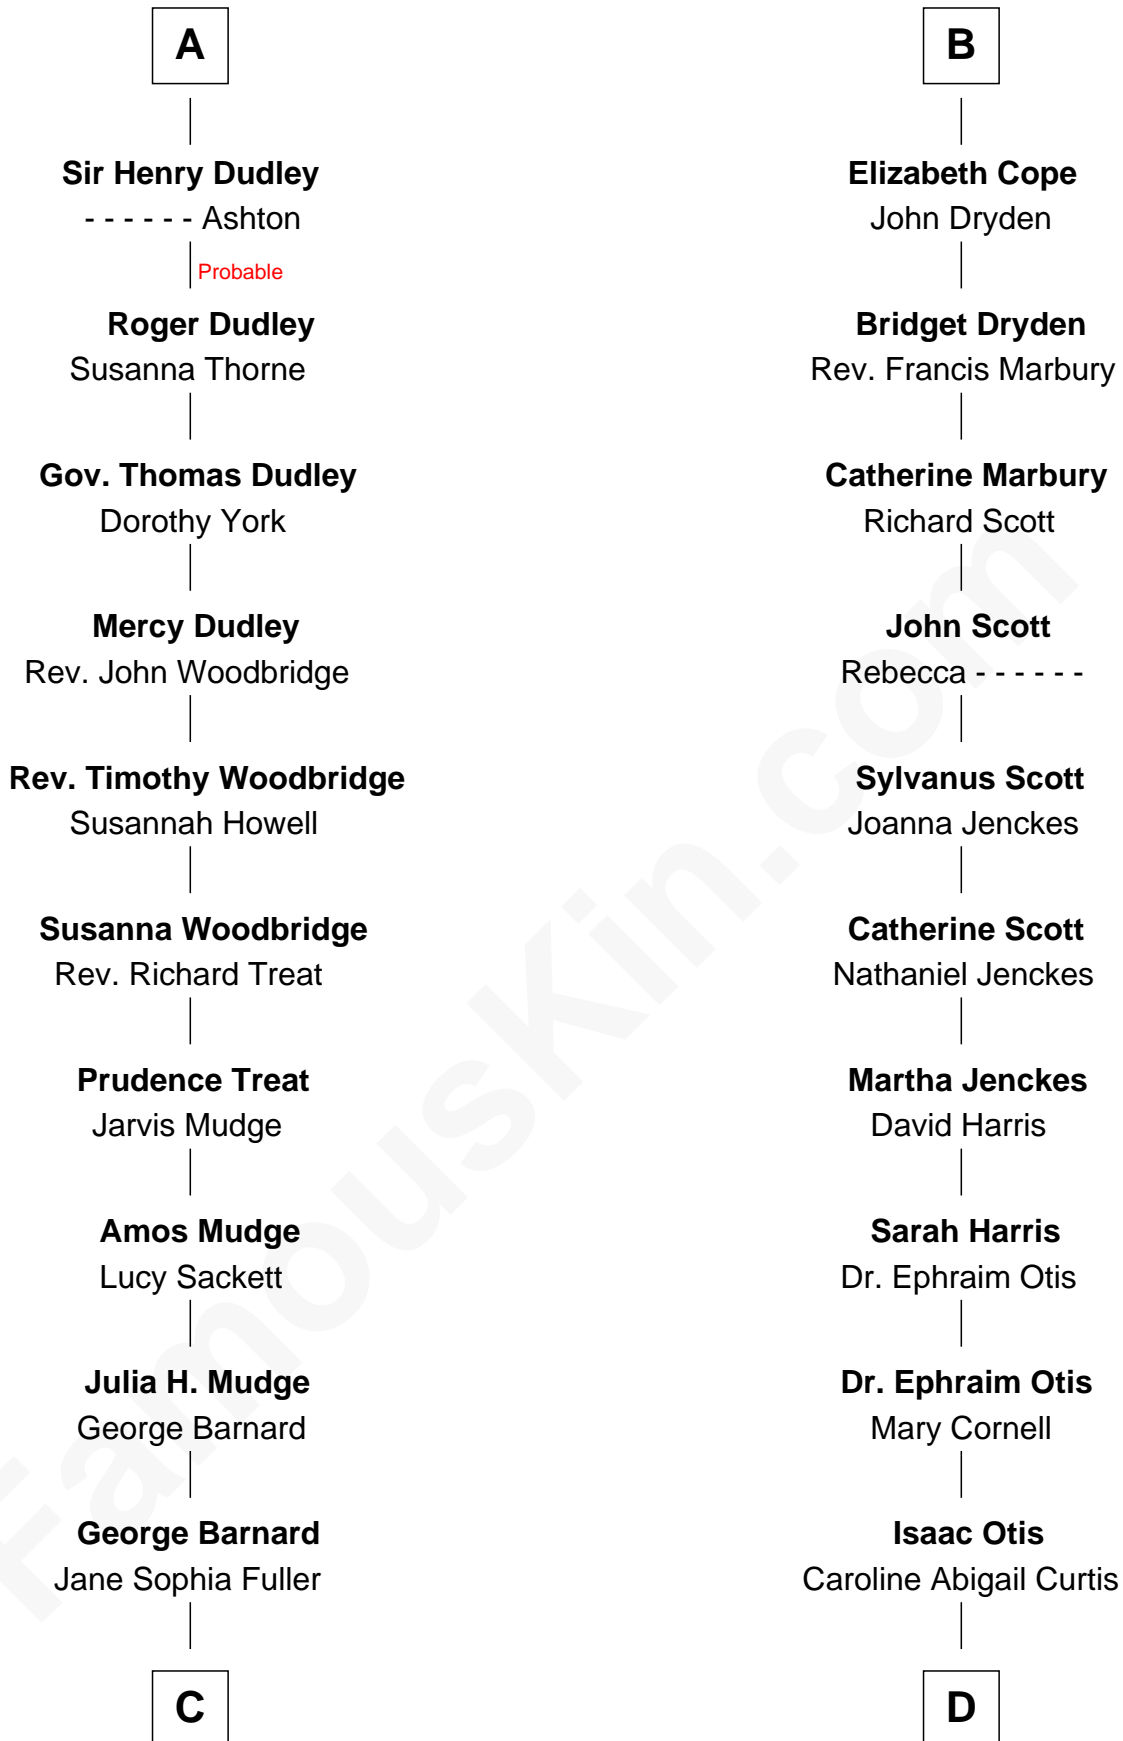 A
Sir Henry Dudley
- - - - - - Ashton
Probable
Roger Dudley
Susanna Thorne
Gov. Thomas Dudley
Dorothy York
Mercy Dudley
Rev. John Woodbridge
Rev. Timothy Woodbridge
Susannah Howell
Susanna Woodbridge
Rev. Richard Treat
Prudence Treat
Jarvis Mudge
Amos Mudge
Lucy Sackett
Julia H. Mudge
George Barnard
George Barnard
Jane Sophia Fuller
C
B
Elizabeth Cope
John Dryden
Bridget Dryden
Rev. Francis Marbury
Catherine Marbury
Richard Scott
John Scott
Rebecca - - - - - -
Sylvanus Scott
Joanna Jenckes
Catherine Scott
Nathaniel Jenckes
Martha Jenckes
David Harris
Sarah Harris
Dr. Ephraim Otis
Dr. Ephraim Otis
Mary Cornell
Isaac Otis
Caroline Abigail Curtis
D
FamousKin.com